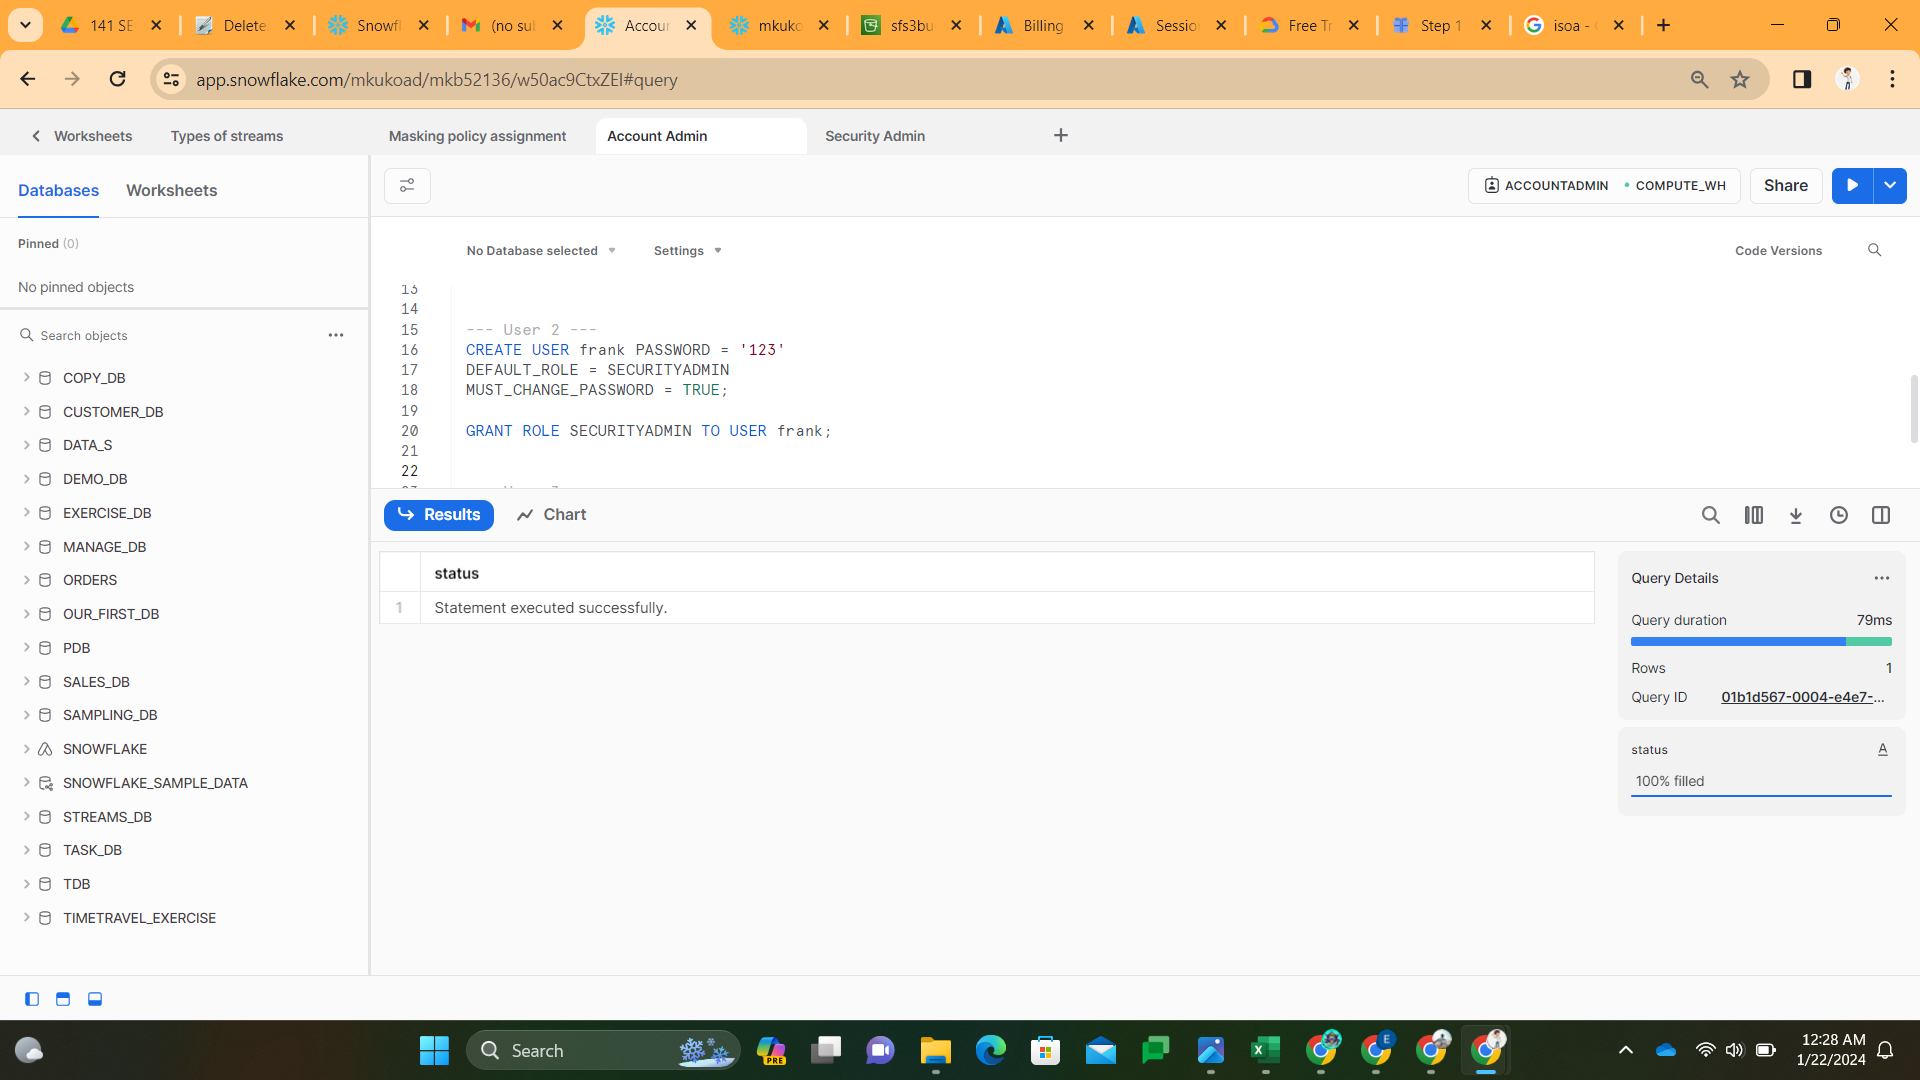 141 SE
Delete
Snowfl
(no sub
Accour
mkuko
sfs3bu
Billing
Sessio
Free Tr
Step 1
isoa -
app.snowflake.com/mkukoad/mkb52136/w50ac9CtxZEI#query
Worksheets
Types of streams
Masking policy assignment
Account Admin
Security Admin
Databases
Worksheets
ACCOUNTADMIN
COMPUTE_WH
Share
Pinned (0)
No pinned objects
No Database selected
Settings
Code Versions
Search objects
COPY_DB
CUSTOMER_DB
DATA_S
DEMO_DB
EXERCISE_DB
MANAGE_DB
ORDERS
OUR_FIRST_DB
PDB
SALES_DB
SAMPLING_DB
SNOWFLAKE
SNOWFLAKE_SAMPLE_DATA
STREAMS_DB
TASK_DB
TDB
TIMETRAVEL_EXERCISE
13
14
15 --- User 2 ---
16 CREATE USER frank PASSWORD = '123'
17 DEFAULT_ROLE = SECURITYADMIN
18 MUST_CHANGE_PASSWORD = TRUE;
19
20 GRANT ROLE SECURITYADMIN TO USER frank;
21
22
Results
Chart
status
1 Statement executed successfully.
Query Details
Query duration 79ms
Rows 1
Query ID 01b1d567-0004-e4e7-...
status
A
100% filled
Search
PRE
E
12:28 AM
1/22/2024